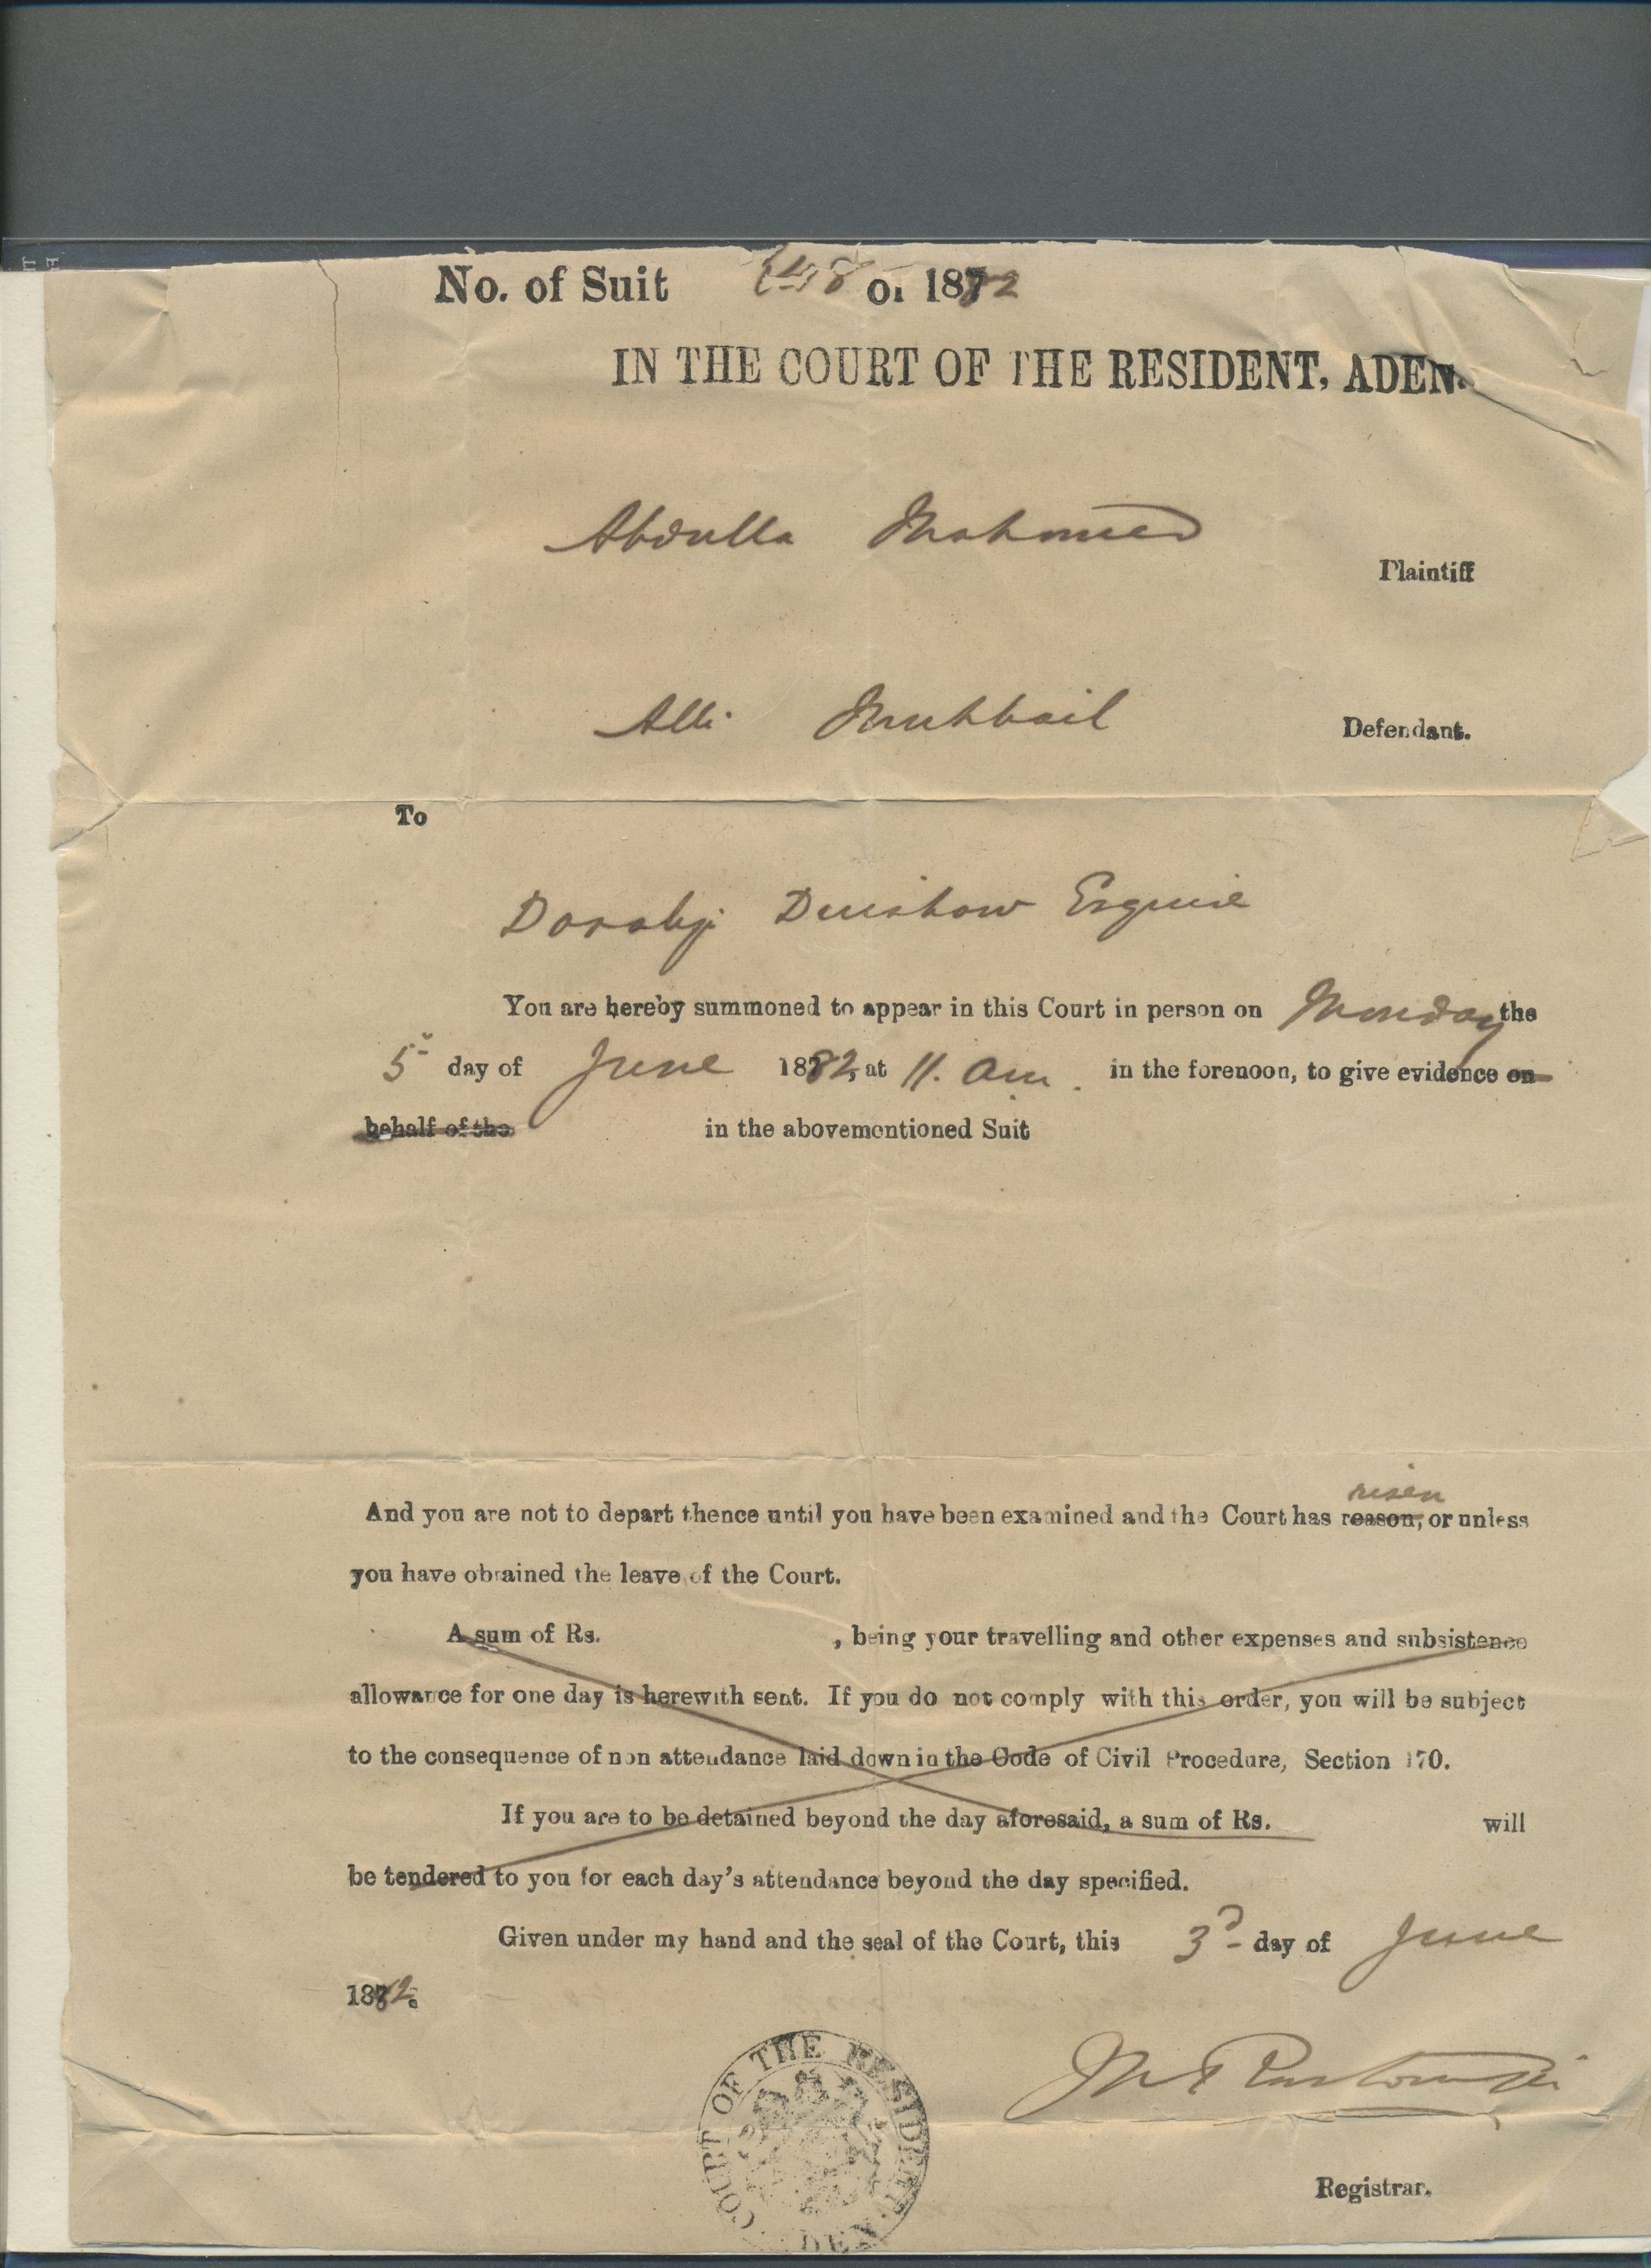 No. of Suit of 1882
IN THE COURT OF THE RESIDENT, ADEN.
Abdulla Mahomed
Plaintiff
Alli
Defendant.
To
Dorabji Dinshaw Esquire
You are hereby summoned to appear in this Court in person on Monday the
5th day of June 1882, at 11. am. in the forenoon, to give evidence on
behalf of the in the abovementioned Suit
risen
And you are not to depart thence until you have been examined and the Court has reason, or unless
you have obtained the leave of the Court.
A sum of Rs. , being your travelling and other expenses and subsistence
allowance for one day is herewith sent. If you do not comply with this order, you will be subject
to the consequence of non attendance laid down in the Code of Civil Procedure, Section 170.
If you are to be detained beyond the day aforesaid, a sum of Rs. will
be tendered to you for each day's attendance beyond the day specified.
Given under my hand and the seal of the Court, this 3d day of June
1882.
COURT OF THE RESIDENT, ADEN
Registrar.